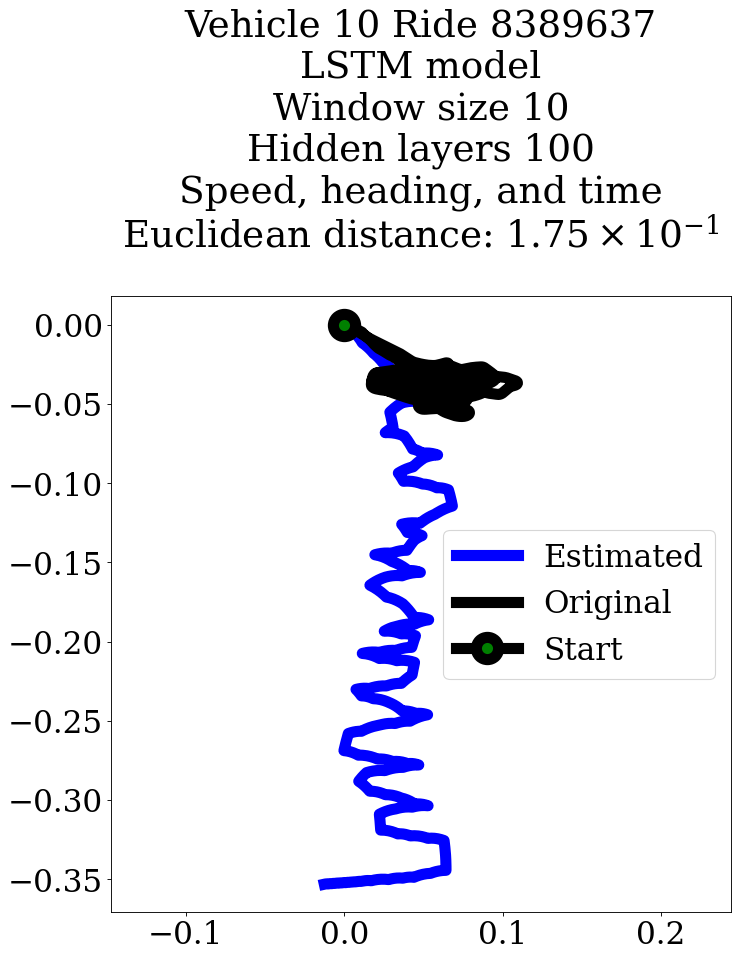 Vehicle 10 Ride 8389637
LSTM model
Window size 10
Hidden layers 100
Speed, heading, and time
Euclidean distance: 1.75 × 10⁻¹
0.00
−0.05
−0.10
−0.15
−0.20
−0.25
−0.30
−0.35
Estimated
Original
Start
−0.1 0.0 0.1 0.2